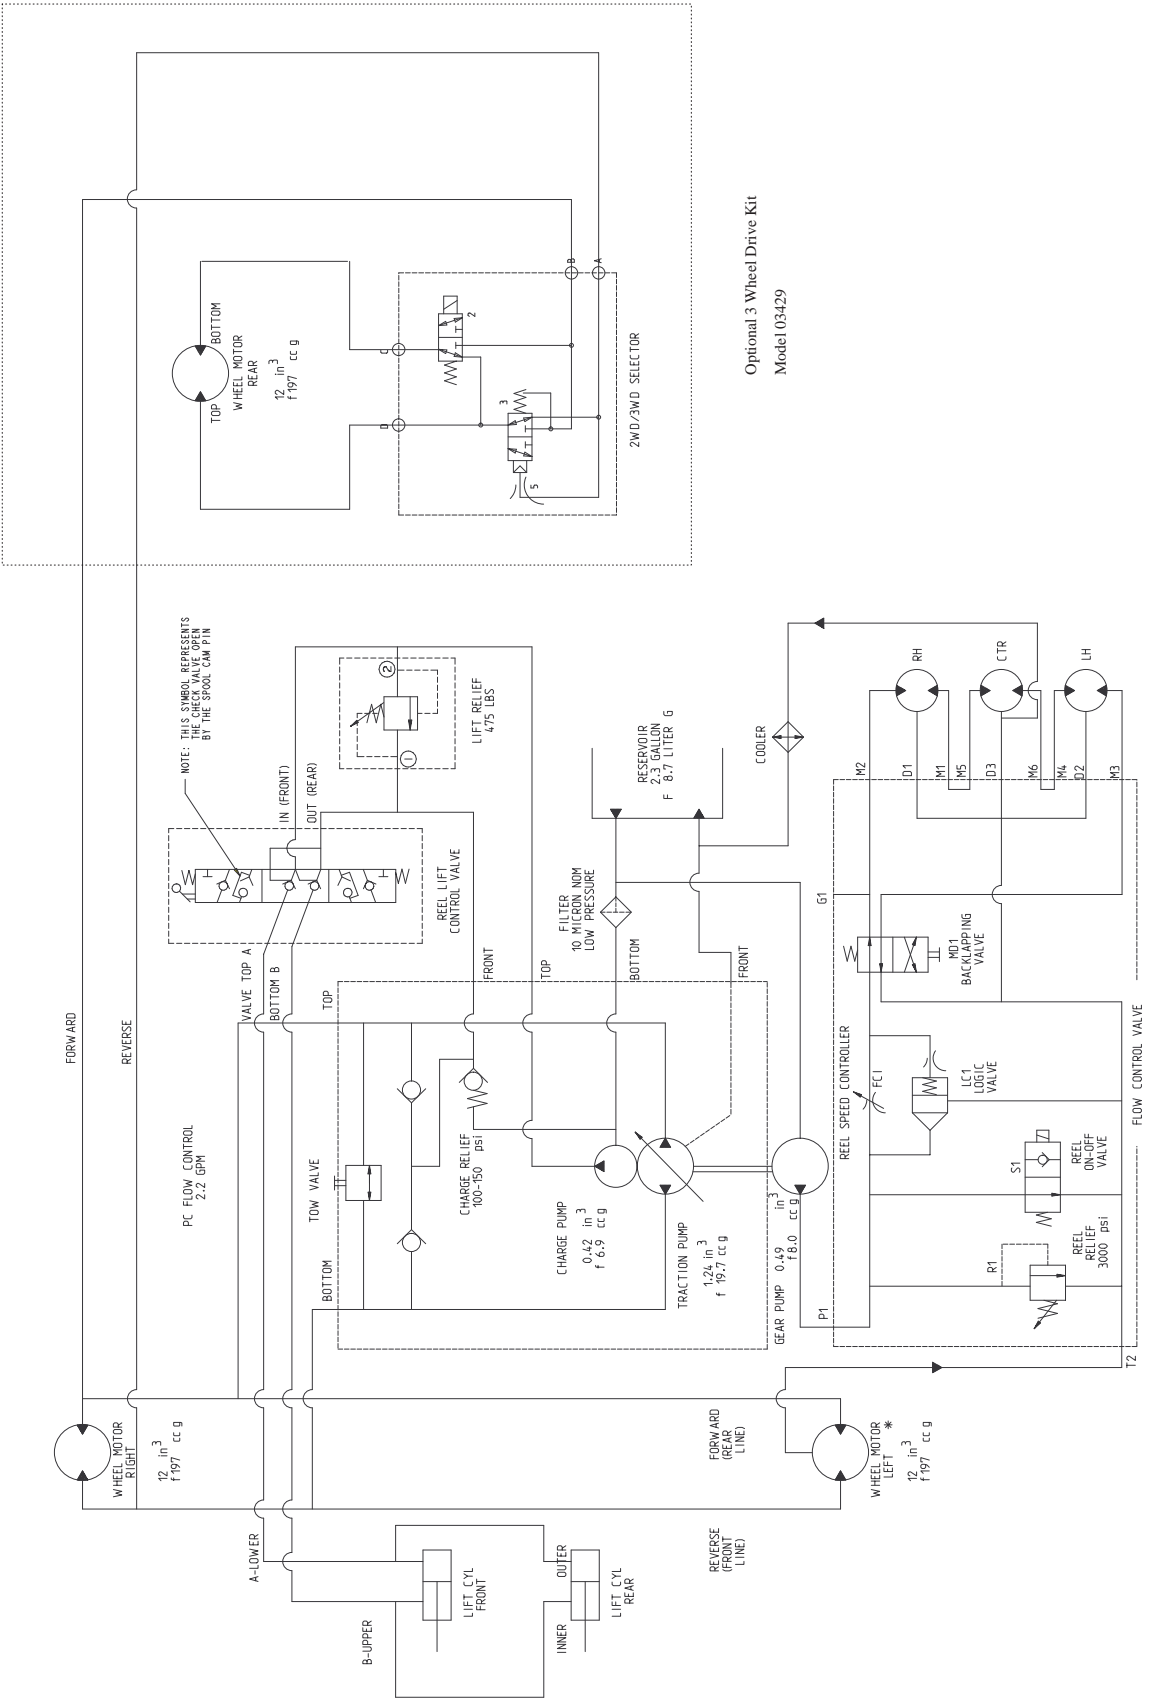 FORWARD
REVERSE
TOP
BOTTOM
WHEEL MOTOR
REAR
12 in3
f 197 cc g
D
C
B
A
2
3
5
2WD/3WD SELECTOR
Optional 3 Wheel Drive Kit
Model 03429
NOTE: THIS SYMBOL REPRESENTS
THE CHECK VALVE OPEN
BY THE SPOOL CAM PIN
IN (FRONT)
OUT (REAR)
REEL LIFT
CONTROL VALVE
VALVE TOP A
BOTTOM B
1
2
LIFT RELIEF
475 LBS
RESERVOIR
2.3 GALLON
F 8.7 LITER G
FILTER
10 MICRON NOM
LOW PRESSURE
COOLER
PC FLOW CONTROL
2.2 GPM
TOP
FRONT
TOP
BOTTOM
FRONT
TOW VALVE
BOTTOM
CHARGE RELIEF
100-150 psi
CHARGE PUMP
0.42 in3
f 6.9 cc g
TRACTION PUMP
1.24 in3
f 19.7 cc g
GEAR PUMP 0.49 in3
f 8.0 cc g
RH
CTR
LH
M2
D1
M1
M5
D3
M6
M4
D2
M3
G1
MD1
BACKLAPPING
VALVE
REEL SPEED CONTROLLER
FC1
LC1
LOGIC
VALVE
S1
REEL
ON-OFF
VALVE
R1
REEL
RELIEF
3000 psi
P1
T2
FLOW CONTROL VALVE
WHEEL MOTOR
RIGHT
12 in3
f 197 cc g
FORWARD
(REAR
LINE)
WHEEL MOTOR *
LEFT
12 in3
f 197 cc g
REVERSE
(FRONT
LINE)
A-LOWER
B-UPPER
LIFT CYL
FRONT
OUTER
INNER
LIFT CYL
REAR